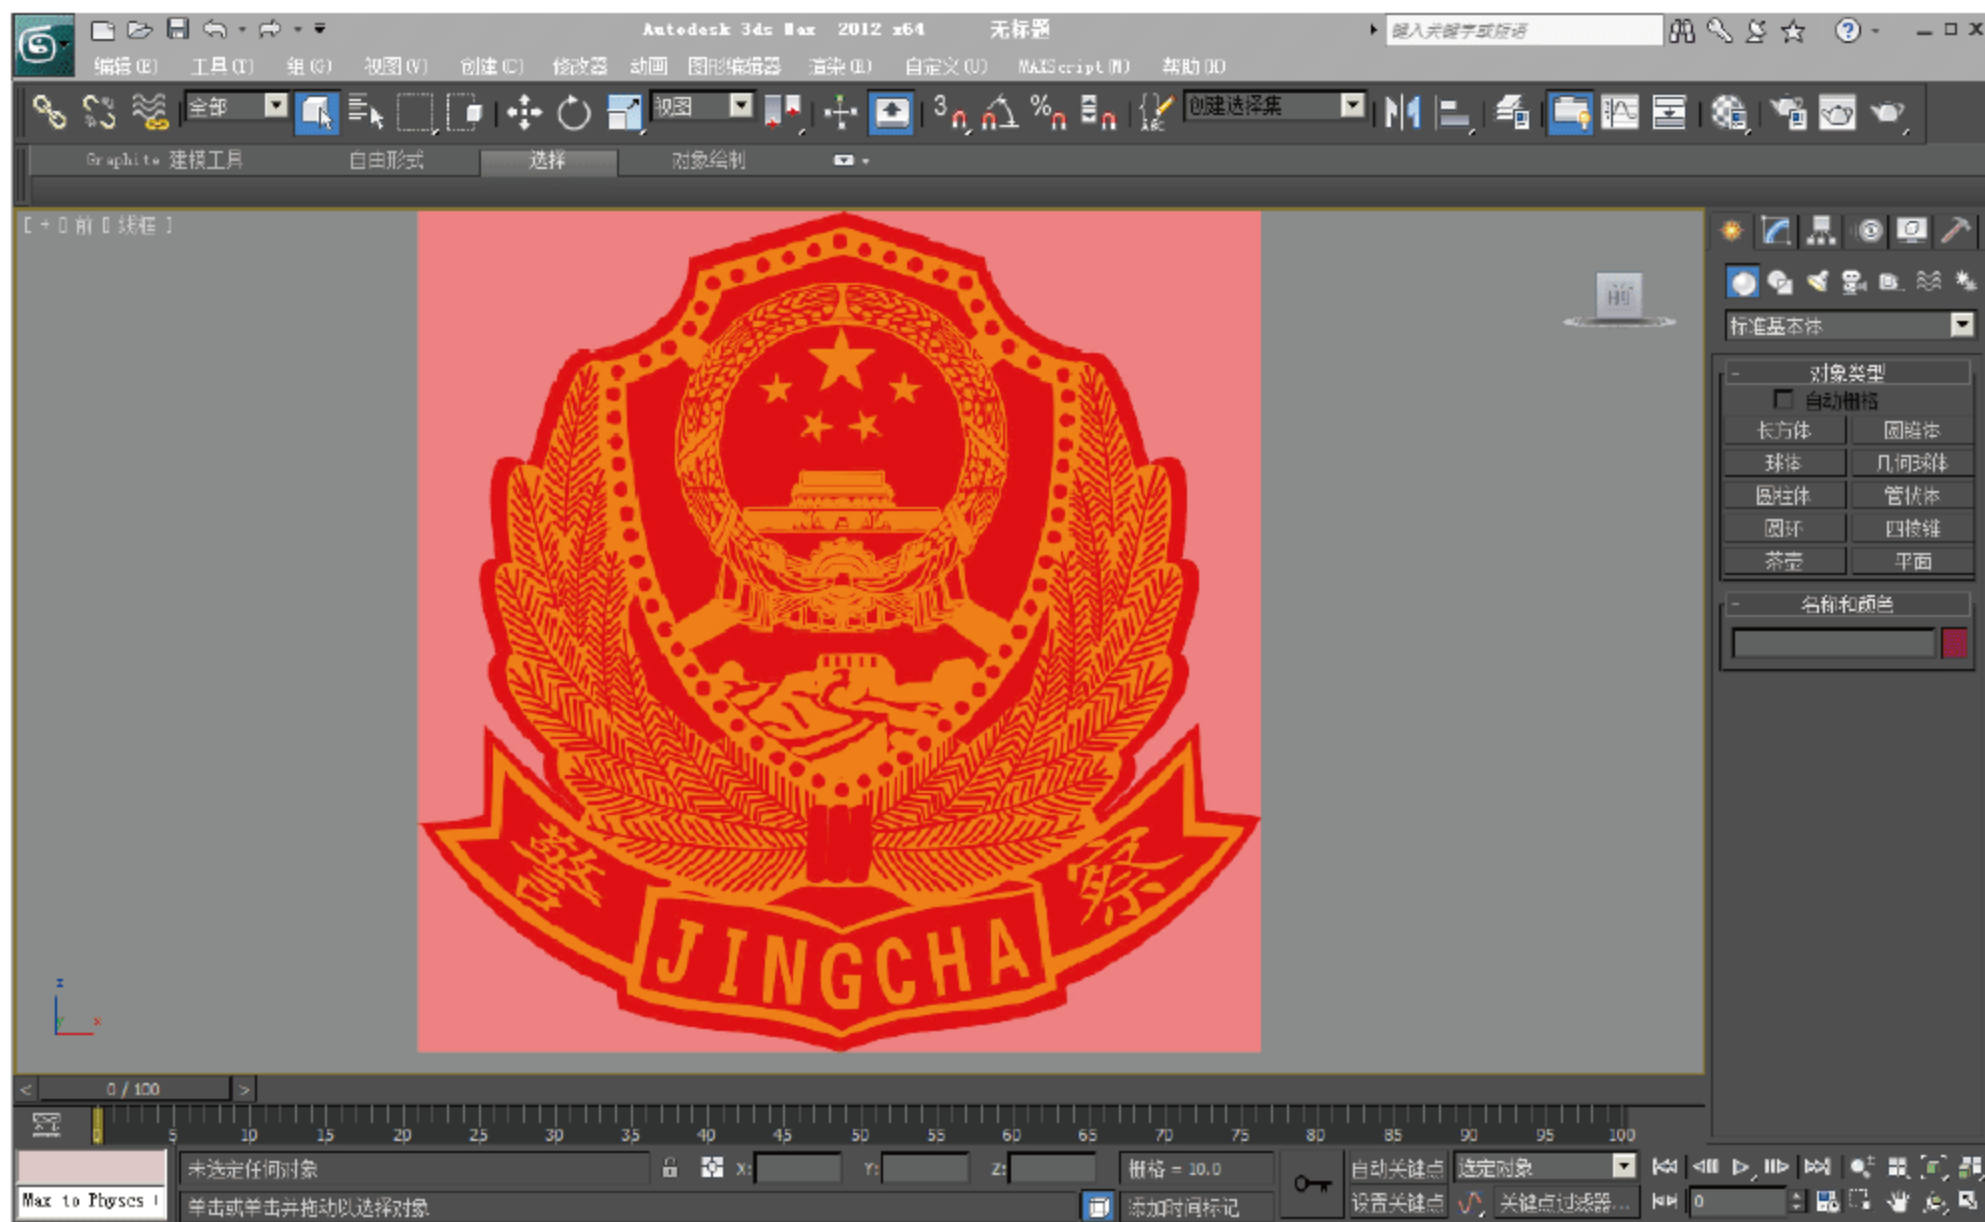 Autodesk 3ds Max 2012 x64 无标题
键入关键字或短语
编辑(E) 工具(T) 组(G) 视图(V) 创建(C) 修改器 动画 图形编辑器 渲染(R) 自定义(U) MAXScript(M) 帮助(H)
全部 视图 创建选择集
Graphite 建模工具 自由形式 选择 对象绘制
[ + 0 前 0 线框 ]
前
标准基本体
对象类型
自动栅格
长方体 圆锥体
球体 几何球体
圆柱体 管状体
圆环 四棱锥
茶壶 平面
名称和颜色
警 察
JINGCHA
z
y x
< 0 / 100 >
0 5 10 15 20 25 30 35 40 45 50 55 60 65 70 75 80 85 90 95 100
未选定任何对象 X: Y: Z: 栅格 = 10.0 自动关键点 选定对象
Max to Physcs (
单击或单击并拖动以选择对象 添加时间标记 设置关键点 关键点过滤器... 0